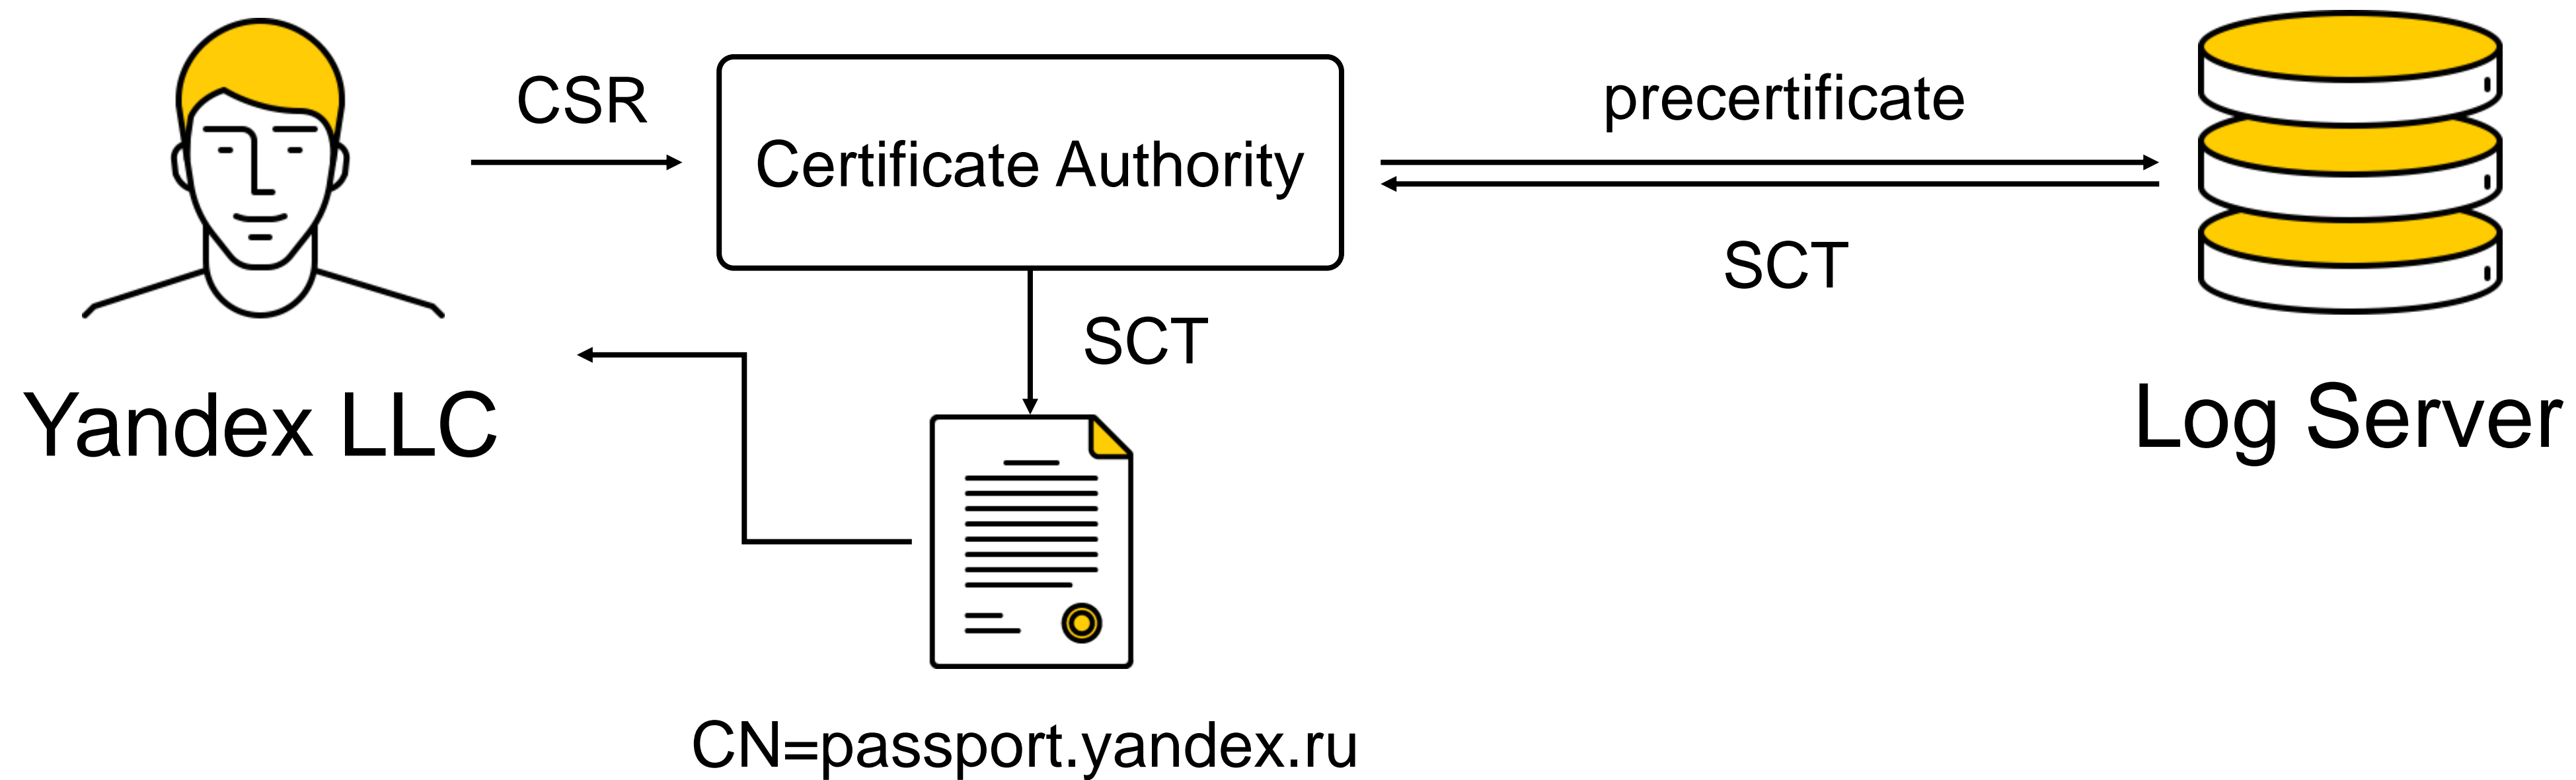 CSR
Certificate Authority
precertificate
SCT
SCT
Yandex LLC
Log Server
CN=passport.yandex.ru